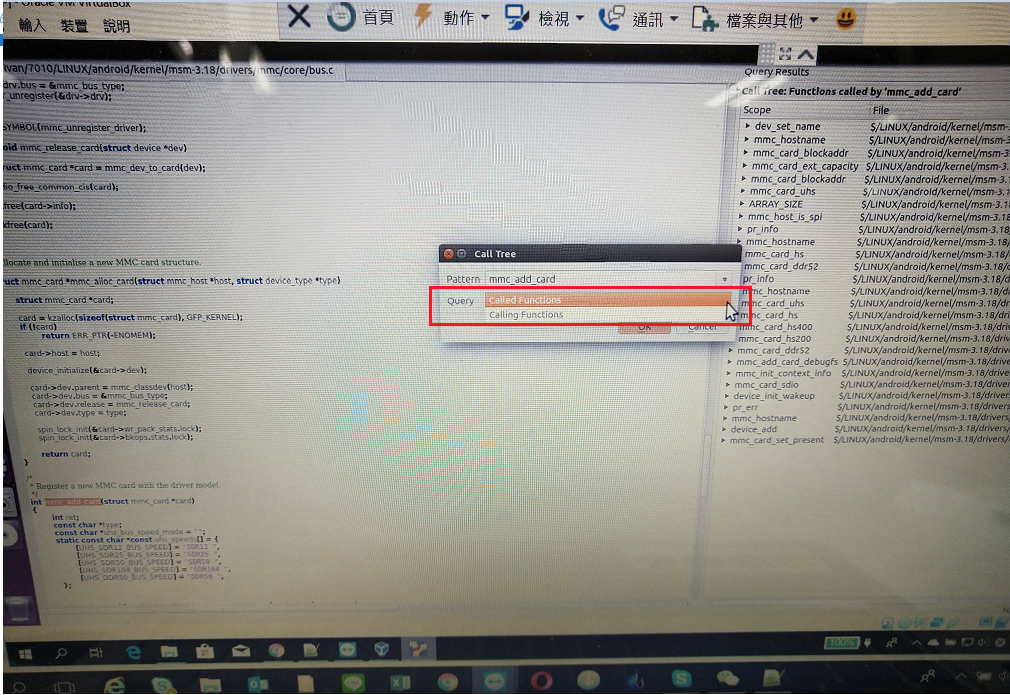 Oracle VM VirtualBox
輸入 裝置 說明
首頁 動作 檢視 通訊 檔案與其他
ivan/7010/LINUX/android/kernel/msm-3.18/drivers/mmc/core/bus.c
drv.bus = &mmc_bus_type;
r_unregister(&drv->drv);
SYMBOL(mmc_unregister_driver);
oid mmc_release_card(struct device *dev)
ruct mmc_card *card = mmc_dev_to_card(dev);
dio_free_common_cis(card);
free(card->info);
kfree(card);
llocate and initialise a new MMC card structure.
uct mmc_card *mmc_alloc_card(struct mmc_host *host, struct device_type *type)
struct mmc_card *card;
card = kzalloc(sizeof(struct mmc_card), GFP_KERNEL);
if (!card)
return ERR_PTR(-ENOMEM);
card->host = host;
device_initialize(&card->dev);
card->dev.parent = mmc_classdev(host);
card->dev.bus = &mmc_bus_type;
card->dev.release = mmc_release_card;
card->dev.type = type;
spin_lock_init(&card->wr_pack_stats.lock);
spin_lock_init(&card->bkops.stats.lock);
return card;
}
/*
* Register a new MMC card with the driver model.
*/
int mmc_add_card(struct mmc_card *card)
{
int ret;
const char *type;
const char *uhs_bus_speed_mode = "";
static const char *const uhs_speeds[] = {
[UHS_SDR12_BUS_SPEED] = "SDR12 ",
[UHS_SDR25_BUS_SPEED] = "SDR25 ",
[UHS_SDR50_BUS_SPEED] = "SDR50 ",
[UHS_SDR104_BUS_SPEED] = "SDR104 ",
[UHS_DDR50_BUS_SPEED] = "DDR50 ",
};
Call Tree
Pattern mmc_add_card
Query Called Functions
Calling Functions
OK Cancel
Query Results
Call Tree: Functions called by 'mmc_add_card'
Scope File
dev_set_name $/LINUX/android/kernel/msm-
mmc_hostname $/LINUX/android/kernel/msm-
mmc_card_blockaddr $/LINUX/android/kernel/msm-3
mmc_card_ext_capacity $/LINUX/android/kernel/msm-3
mmc_card_blockaddr $/LINUX/android/kernel/msm-3.
mmc_card_uhs $/LINUX/android/kernel/msm-3.1
ARRAY_SIZE $/LINUX/android/kernel/msm-3.1
mmc_host_is_spi $/LINUX/android/kernel/msm-3.1
pr_info $/LINUX/android/kernel/msm-3.1
mmc_hostname $/LINUX/android/kernel/msm-3.18
mmc_card_hs $/LINUX/android/kernel/msm-3.18
mmc_card_ddr52 $/LINUX/android/kernel/msm-3.18
pr_info $/LINUX/android/kernel/msm-3.18/
mmc_hostname $/LINUX/android/kernel/msm-3.18/
mmc_card_uhs $/LINUX/android/kernel/msm-3.18/
mmc_card_hs $/LINUX/android/kernel/msm-3.18/d
mmc_card_hs400 $/LINUX/android/kernel/msm-3.18/d
mmc_card_hs200 $/LINUX/android/kernel/msm-3.18/dr
mmc_card_ddr52 $/LINUX/android/kernel/msm-3.18/dr
mmc_add_card_debugfs $/LINUX/android/kernel/msm-3.18/driv
mmc_init_context_info $/LINUX/android/kernel/msm-3.18/drive
mmc_card_sdio $/LINUX/android/kernel/msm-3.18/driver
device_init_wakeup $/LINUX/android/kernel/msm-3.18/driver
pr_err $/LINUX/android/kernel/msm-3.18/drivers
mmc_hostname $/LINUX/android/kernel/msm-3.18/drivers
device_add $/LINUX/android/kernel/msm-3.18/drivers/
mmc_card_set_present $/LINUX/android/kernel/msm-3.18/drivers/
100%